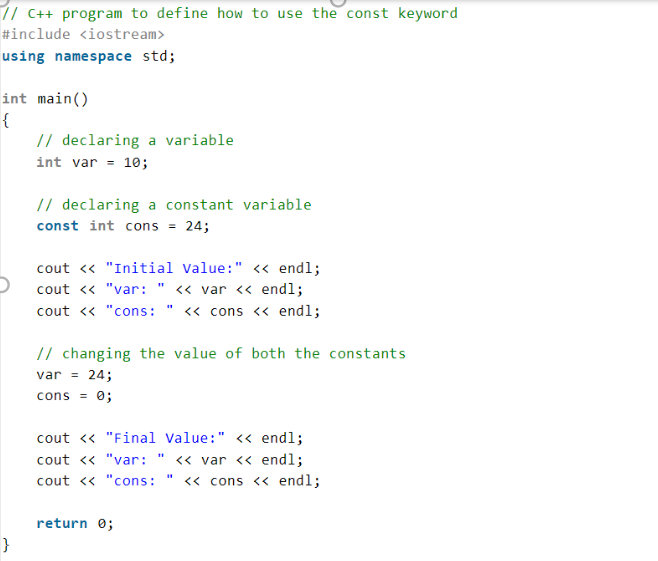 // C++ program to define how to use the const keyword
#include <iostream>
using namespace std;
int main()
{
// declaring a variable
int var = 10;
// declaring a constant variable
const int cons = 24;
cout << "Initial Value:" << endl;
cout << "var: " << var << endl;
cout << "cons: " << cons << endl;
// changing the value of both the constants
var = 24;
cons = 0;
cout << "Final Value:" << endl;
cout << "var: " << var << endl;
cout << "cons: " << cons << endl;
return 0;
}